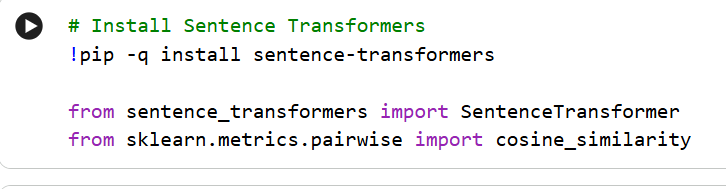 # Install Sentence Transformers
!pip -q install sentence-transformers
from sentence_transformers import SentenceTransformer
from sklearn.metrics.pairwise import cosine_similarity